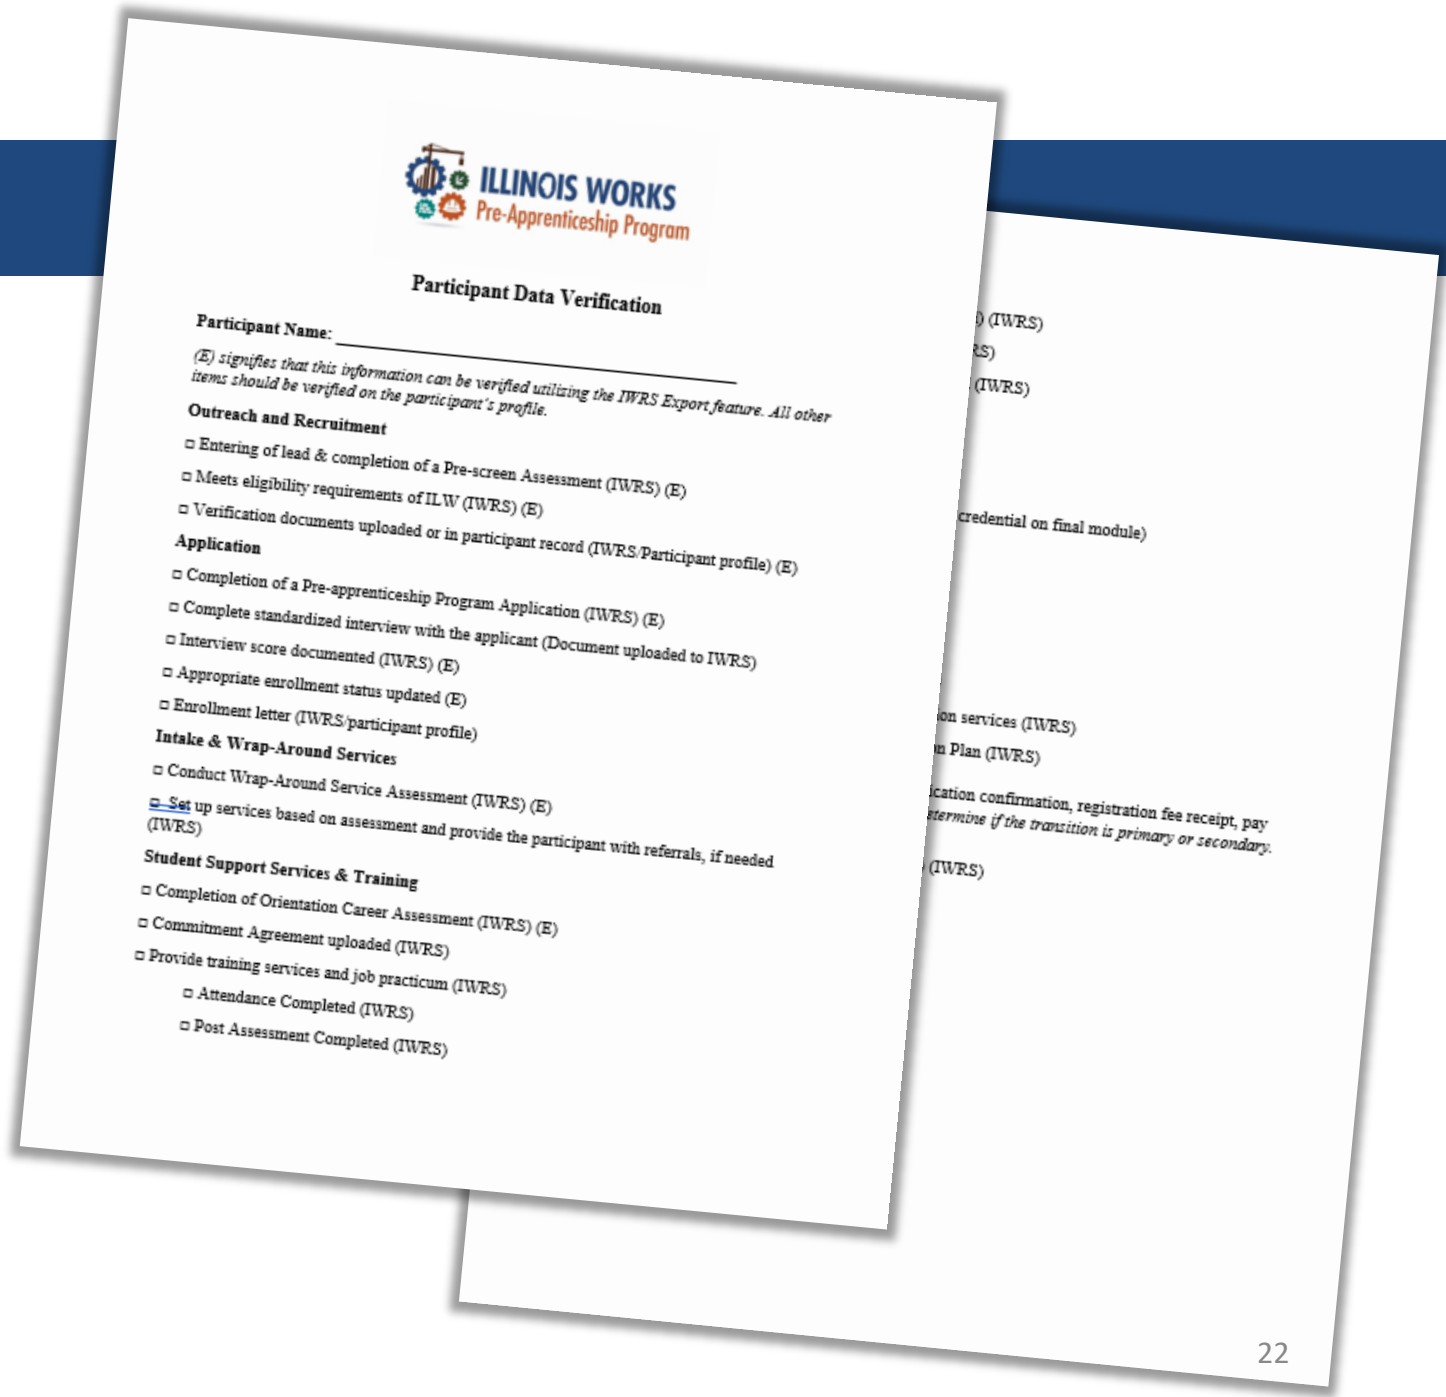 ILLINOIS WORKS
Pre-Apprenticeship Program
Participant Data Verification
Participant Name:
(E) signifies that this information can be verified utilizing the IWRS Export feature. All other
items should be verified on the participant's profile.
Outreach and Recruitment
□ Entering of lead & completion of a Pre-screen Assessment (IWRS) (E)
□ Meets eligibility requirements of ILW (IWRS) (E)
□ Verification documents uploaded or in participant record (IWRS/Participant profile) (E)
Application
□ Completion of a Pre-apprenticeship Program Application (IWRS) (E)
□ Complete standardized interview with the applicant (Document uploaded to IWRS)
□ Interview score documented (IWRS) (E)
□ Appropriate enrollment status updated (E)
□ Enrollment letter (IWRS/participant profile)
Intake & Wrap-Around Services
□ Conduct Wrap-Around Service Assessment (IWRS) (E)
□ Set up services based on assessment and provide the participant with referrals, if needed
(IWRS)
Student Support Services & Training
□ Completion of Orientation Career Assessment (IWRS) (E)
□ Commitment Agreement uploaded (IWRS)
□ Provide training services and job practicum (IWRS)
□ Attendance Completed (IWRS)
□ Post Assessment Completed (IWRS)
(IWRS)
(IWRS)
credential on final module)
services (IWRS)
Plan (IWRS)
confirmation, registration fee receipt, pay
if the transition is primary or secondary.
(IWRS)
22